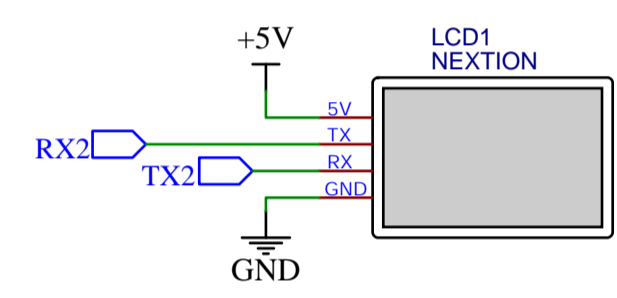 +5V
LCD1
NEXTION
5V
TX
RX2
RX
TX2
GND
GND